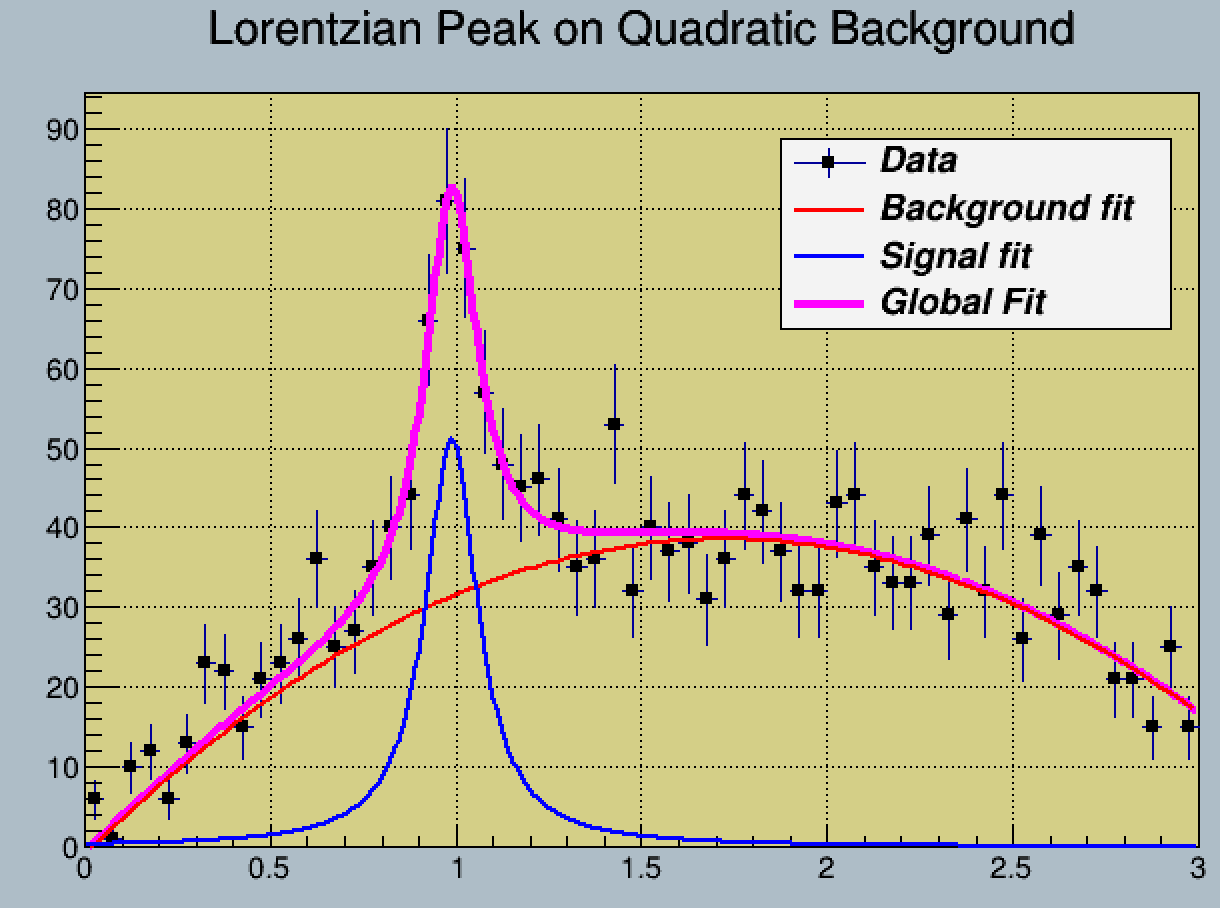 Lorentzian Peak on Quadratic Background
90
80
70
60
50
40
30
20
10
0
Data
Background fit
Signal fit
Global Fit
0 0.5 1 1.5 2 2.5 3